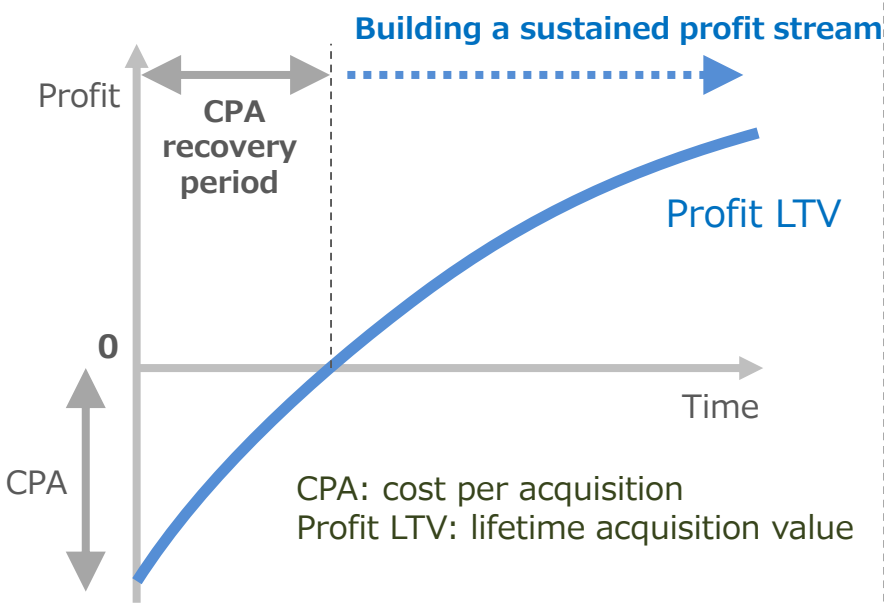 Building a sustained profit stream
Profit
CPA
recovery
period
Profit LTV
0
Time
CPA
CPA: cost per acquisition
Profit LTV: lifetime acquisition value